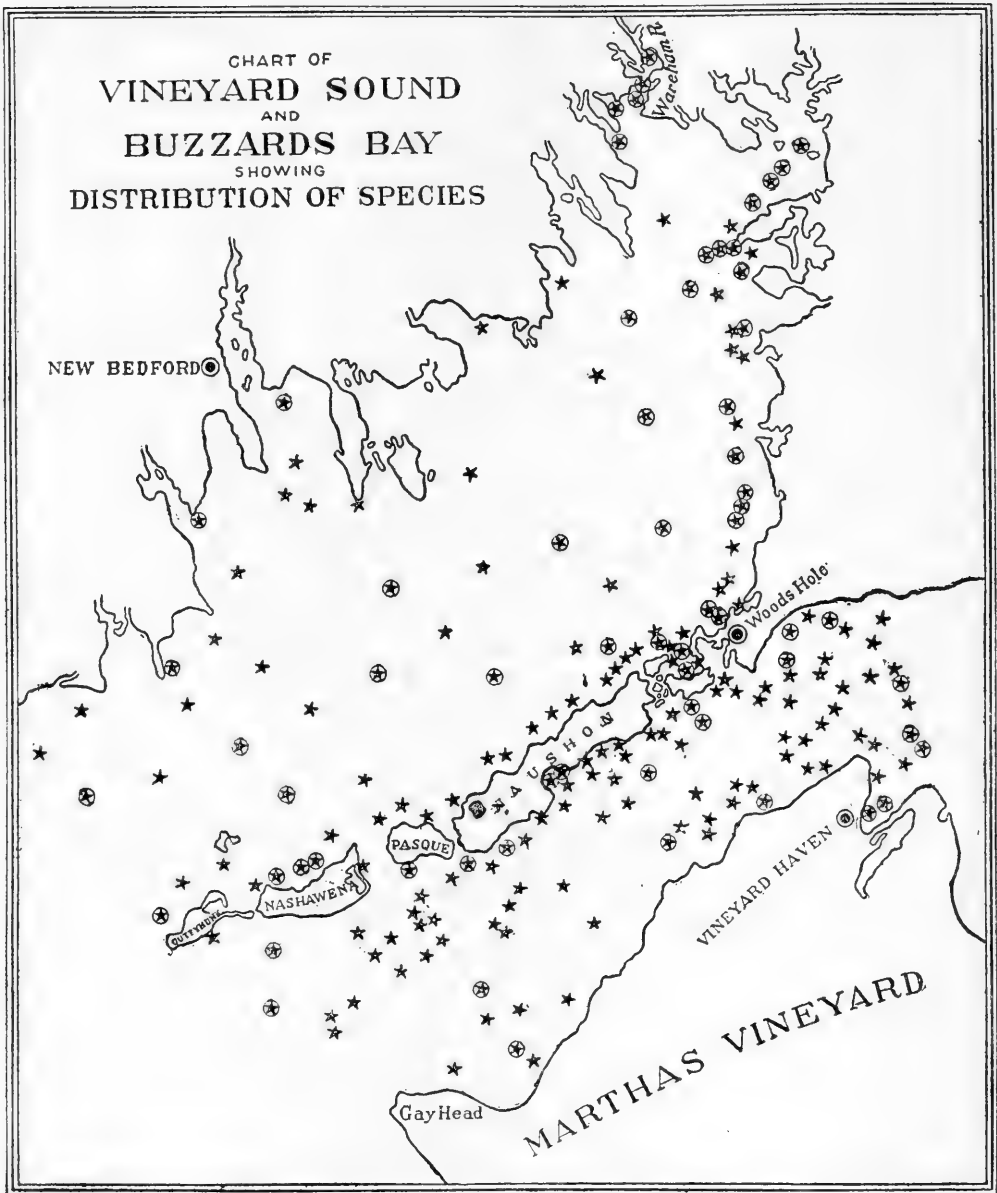 CHART OF
VINEYARD SOUND
AND
BUZZARDS BAY
SHOWING
DISTRIBUTION OF SPECIES
Wareham R.
NEW BEDFORD
Woods Hole
NAUSHON
PASQUE
NASHAWENA
CUTTYHUNK
VINEYARD HAVEN
MARTHAS VINEYARD
Gay Head